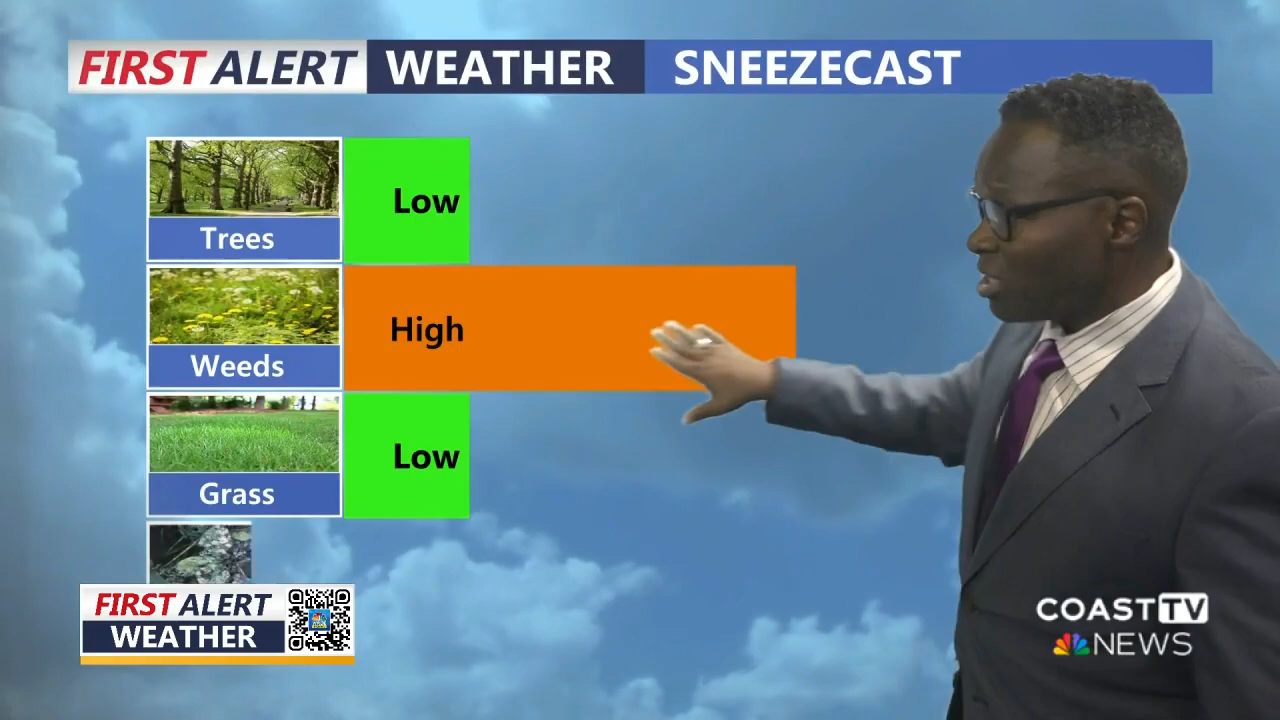 FIRST ALERT WEATHER SNEEZECAST
Trees
Low
Weeds
High
Grass
Low
FIRST ALERT
WEATHER
COAST TV
NEWS